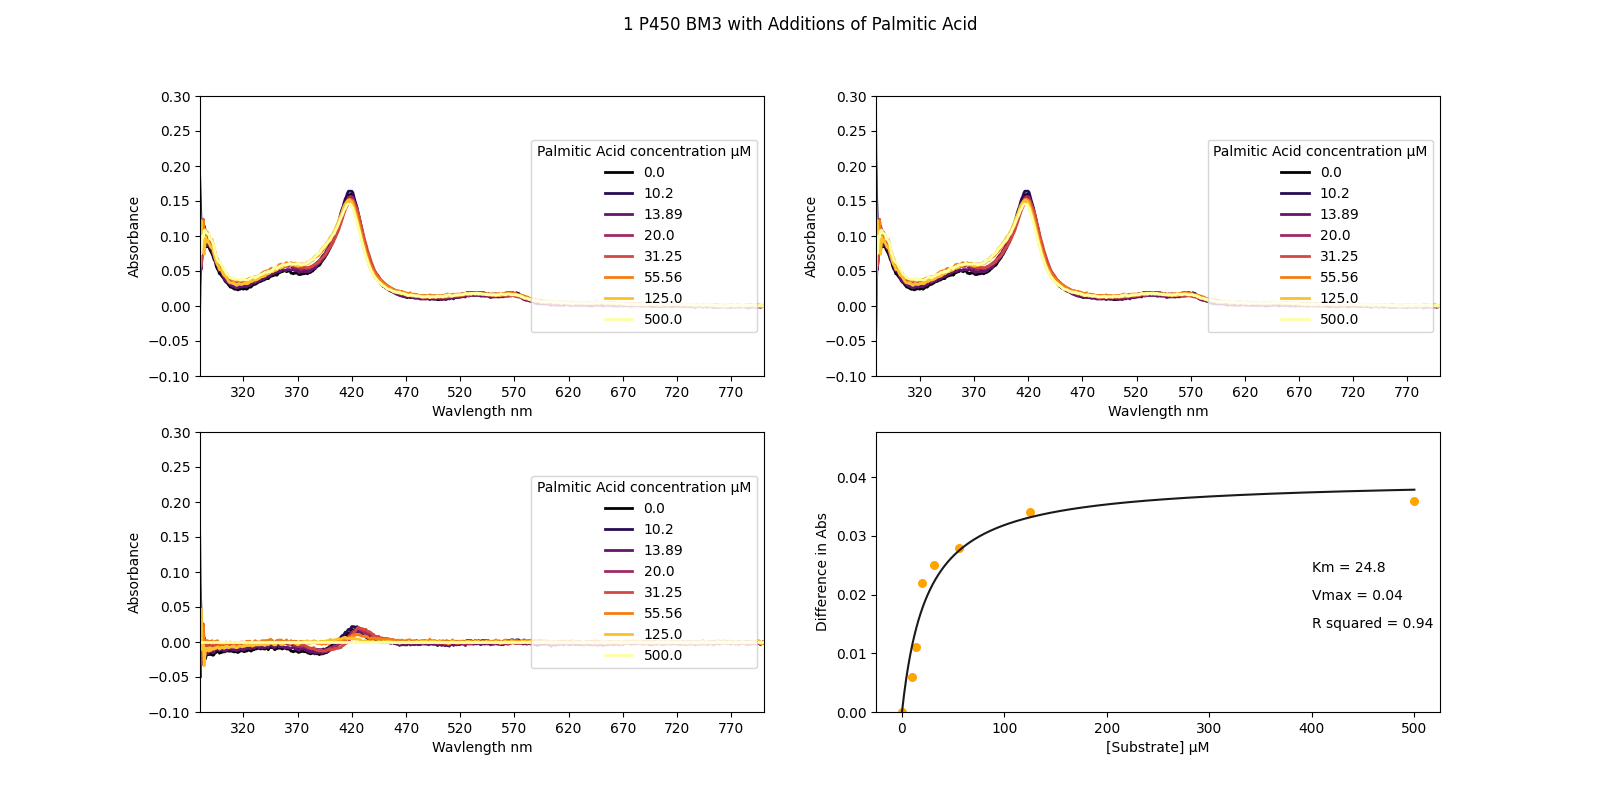 1 P450 BM3 with Additions of Palmitic Acid
0.30
0.25
0.20
0.15
0.10
0.05
0.00
−0.05
−0.10
Absorbance
320 370 420 470 520 570 620 670 720 770
Wavlength nm
Palmitic Acid concentration μM
0.0
10.2
13.89
20.0
31.25
55.56
125.0
500.0
0.30
0.25
0.20
0.15
0.10
0.05
0.00
−0.05
−0.10
Absorbance
320 370 420 470 520 570 620 670 720 770
Wavlength nm
Palmitic Acid concentration μM
0.0
10.2
13.89
20.0
31.25
55.56
125.0
500.0
0.30
0.25
0.20
0.15
0.10
0.05
0.00
−0.05
−0.10
Absorbance
320 370 420 470 520 570 620 670 720 770
Wavlength nm
Palmitic Acid concentration μM
0.0
10.2
13.89
20.0
31.25
55.56
125.0
500.0
0.04
0.03
0.02
0.01
0.00
Difference in Abs
0 100 200 300 400 500
[Substrate] μM
Km = 24.8
Vmax = 0.04
R squared = 0.94